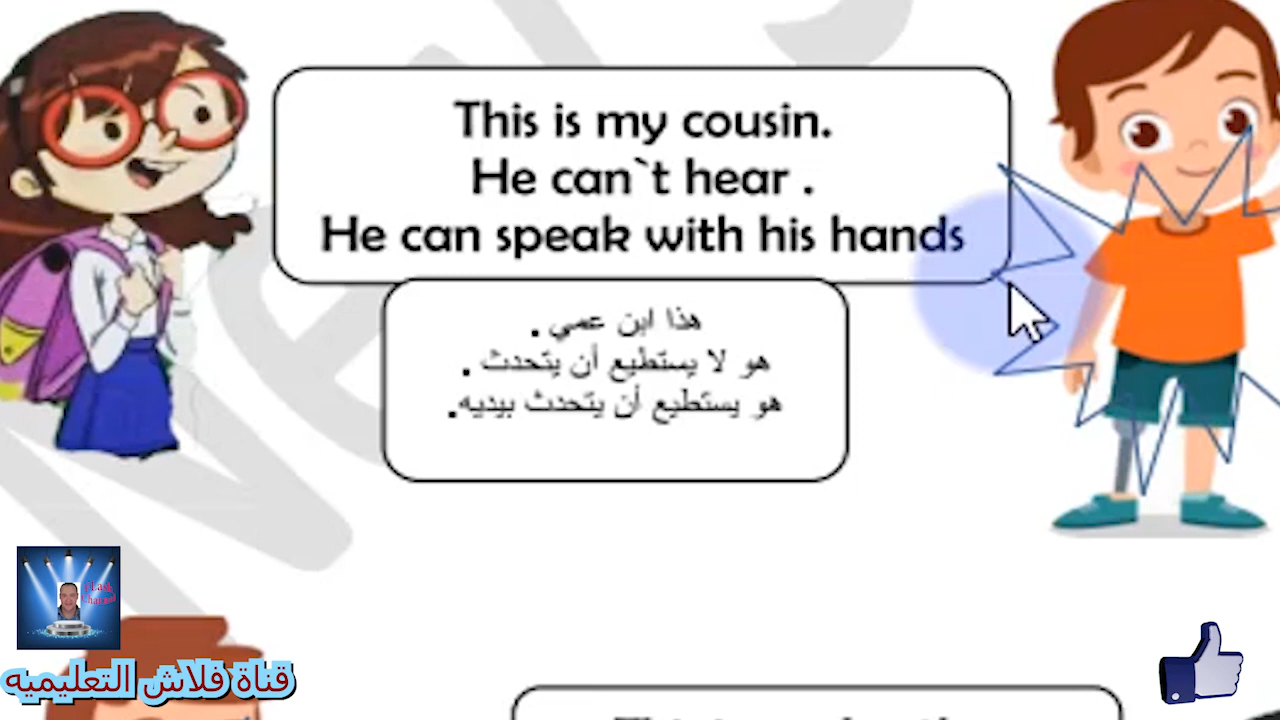 This is my cousin.
He can`t hear .
He can speak with his hands
هذا ابن عمي .
هو لا يستطيع أن يتحدث .
هو يستطيع أن يتحدث بيديه.
قناة فلاش التعليميه